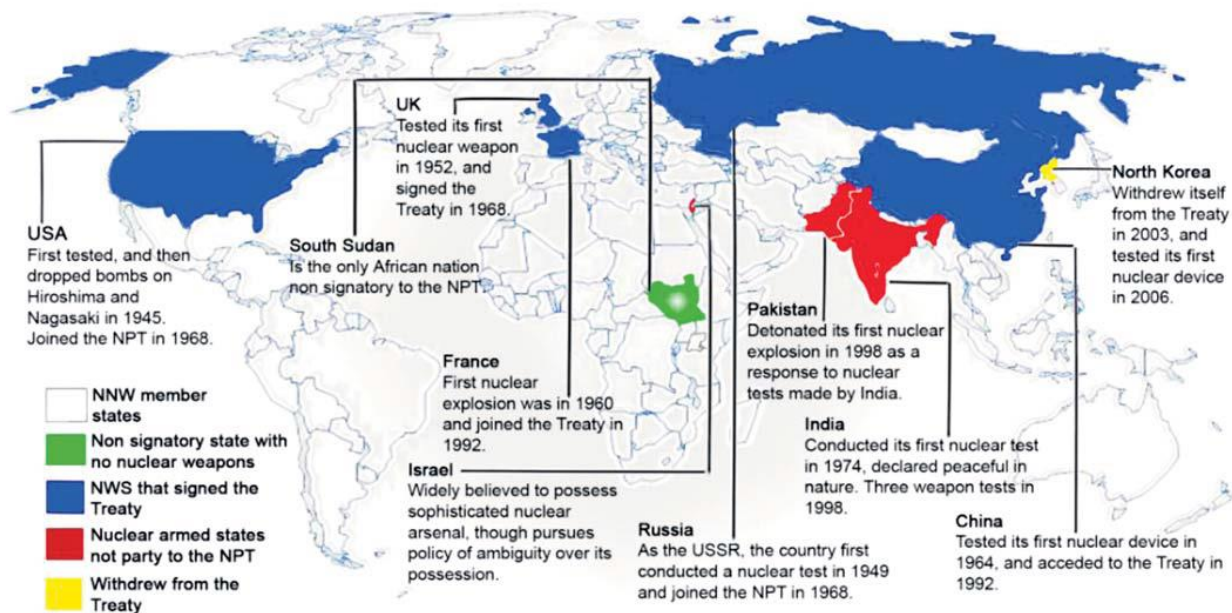 USA
First tested, and then
dropped bombs on
Hiroshima and
Nagasaki in 1945.
Joined the NPT in 1968.
UK
Tested its first
nuclear weapon
in 1952, and
signed the
Treaty in 1968.
South Sudan
Is the only African nation
non signatory to the NPT.
France
First nuclear
explosion was in 1960
and joined the Treaty in
1992.
Israel
Widely believed to possess
sophisticated nuclear
arsenal, though pursues
policy of ambiguity over its
possession.
Russia
As the USSR, the country first
conducted a nuclear test in 1949
and joined the NPT in 1968.
Pakistan
Detonated its first nuclear
explosion in 1998 as a
response to nuclear
tests made by India.
India
Conducted its first nuclear test
in 1974, declared peaceful in
nature. Three weapon tests in
1998.
China
Tested its first nuclear device in
1964, and acceded to the Treaty in
1992.
North Korea
Withdrew itself
from the Treaty
in 2003, and
tested its first
nuclear device
in 2006.
NNW member
states
Non signatory state with
no nuclear weapons
NWS that signed the
Treaty
Nuclear armed states
not party to the NPT
Withdrew from the
Treaty